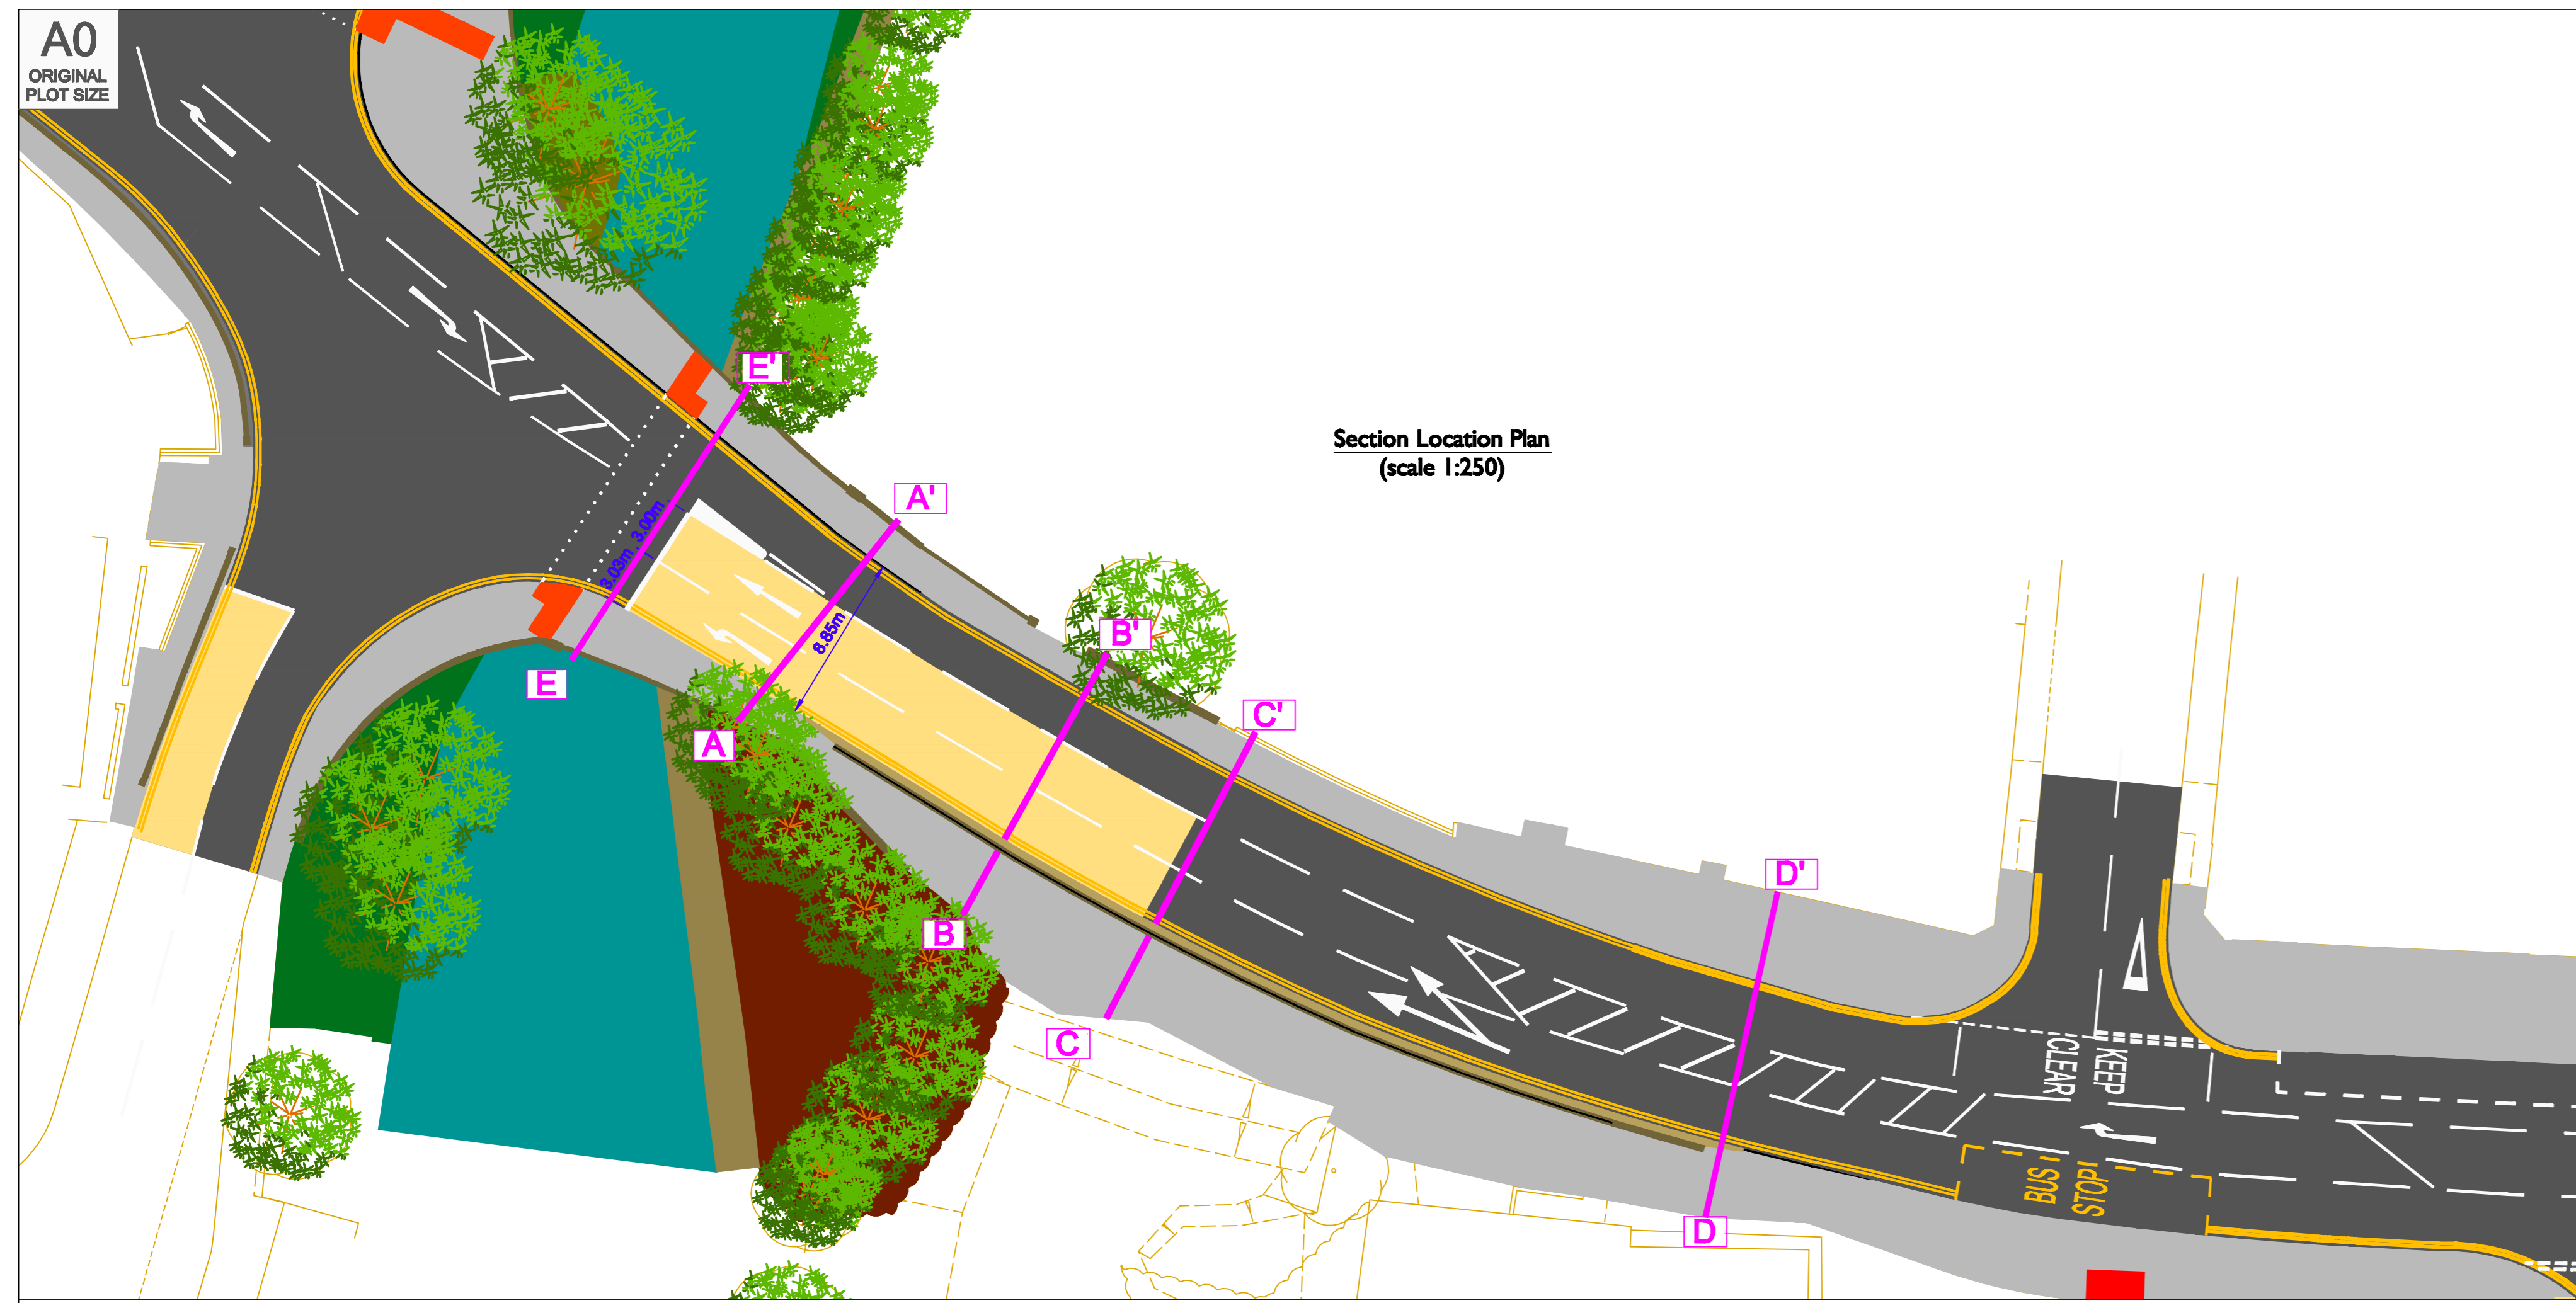 A0
ORIGINAL
PLOT SIZE
E'
A'
Section Location Plan
(scale 1:250)
3.00m
3.03m
8.85m
B'
E
C'
A
D'
B
C
KEEP
CLEAR
BUS
STOP
D